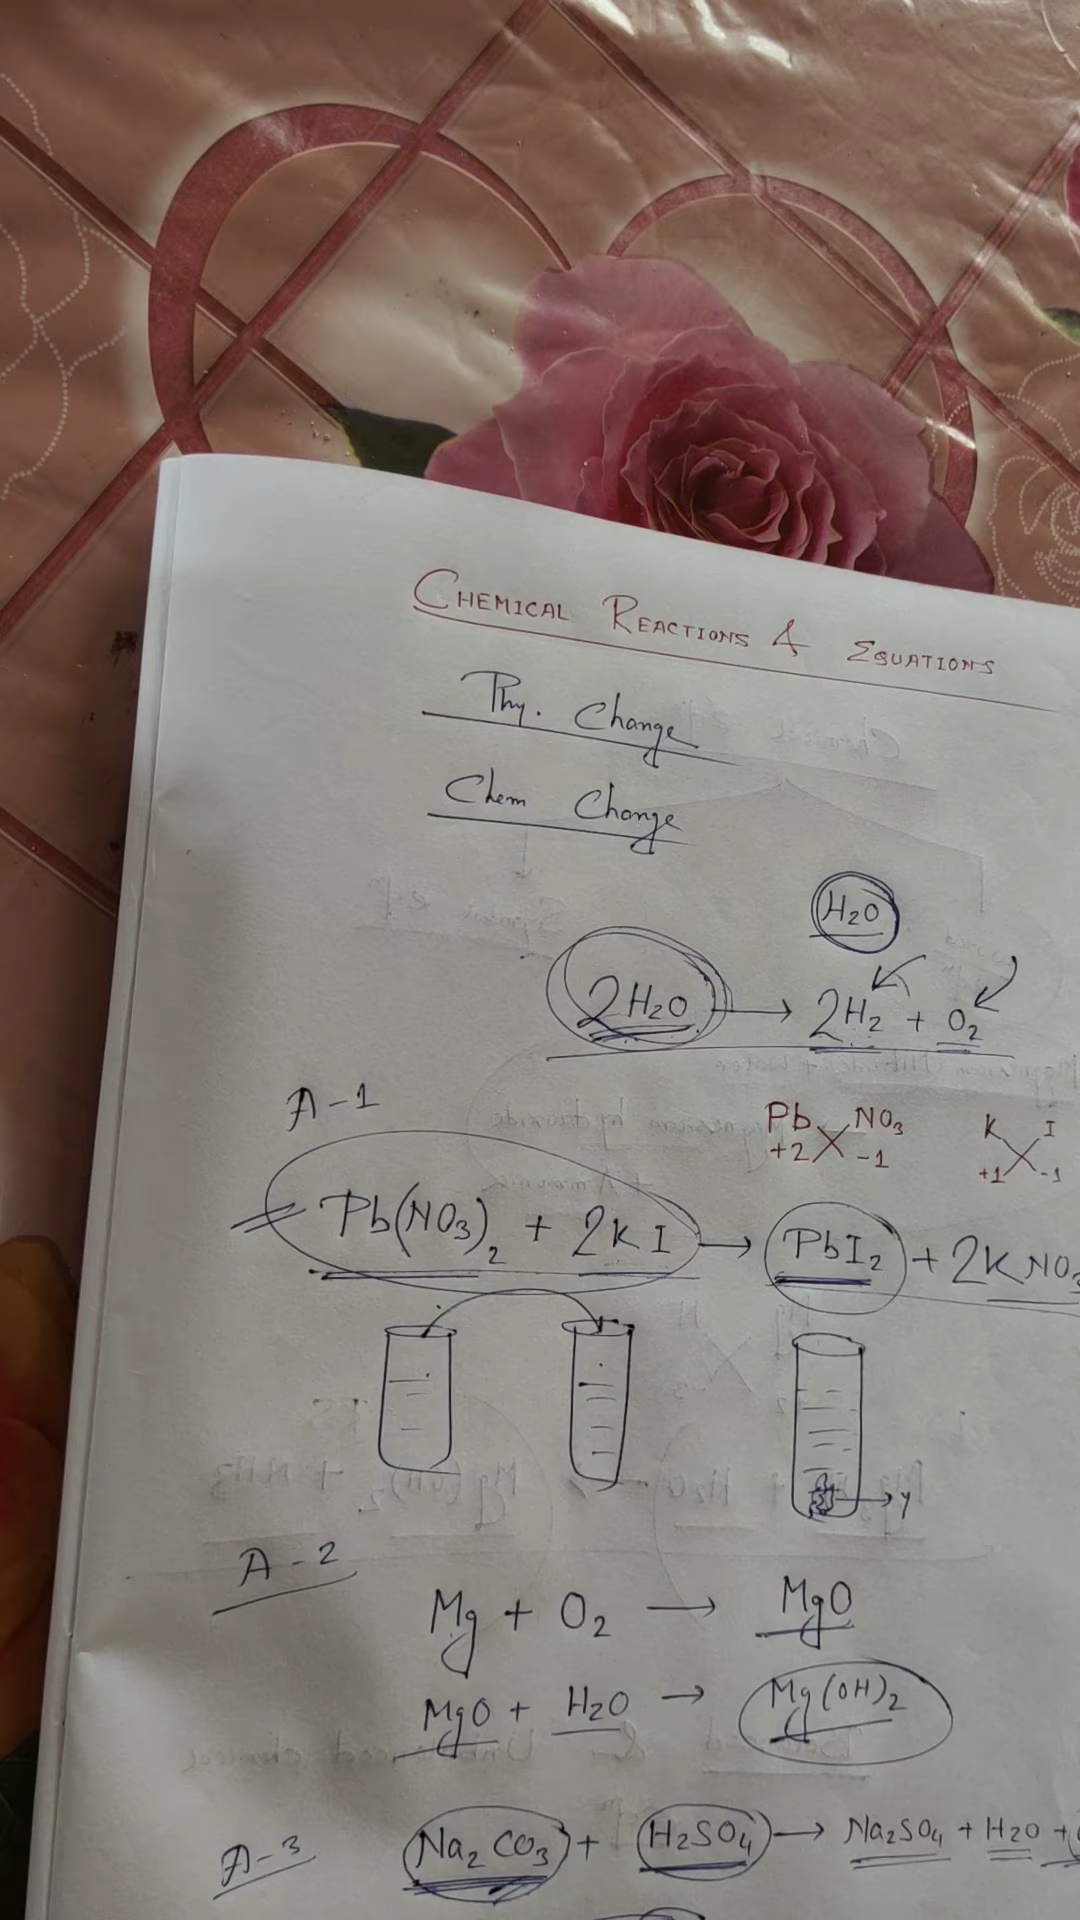 CHEMICAL REACTIONS & EQUATIONS
Phy. Change
Chem Change
H2O
2H2O → 2H2 + O2
A-1
Pb NO3 K I
+2 -1 +1 -1
Pb(NO3)2 + 2KI → PbI2 + 2KNO3
→ y
A-2
Mg + O2 → MgO
MgO + H2O → Mg(OH)2
A-3
Na2CO3 + H2SO4 → Na2SO4 + H2O +